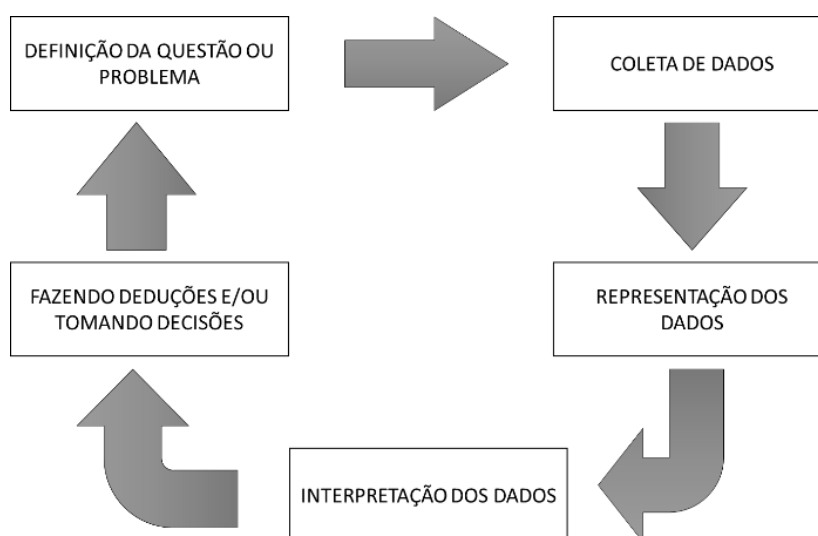 DEFINIÇÃO DA QUESTÃO OU
PROBLEMA
COLETA DE DADOS
REPRESENTAÇÃO DOS
DADOS
INTERPRETAÇÃO DOS DADOS
FAZENDO DEDUÇÕES E/OU
TOMANDO DECISÕES